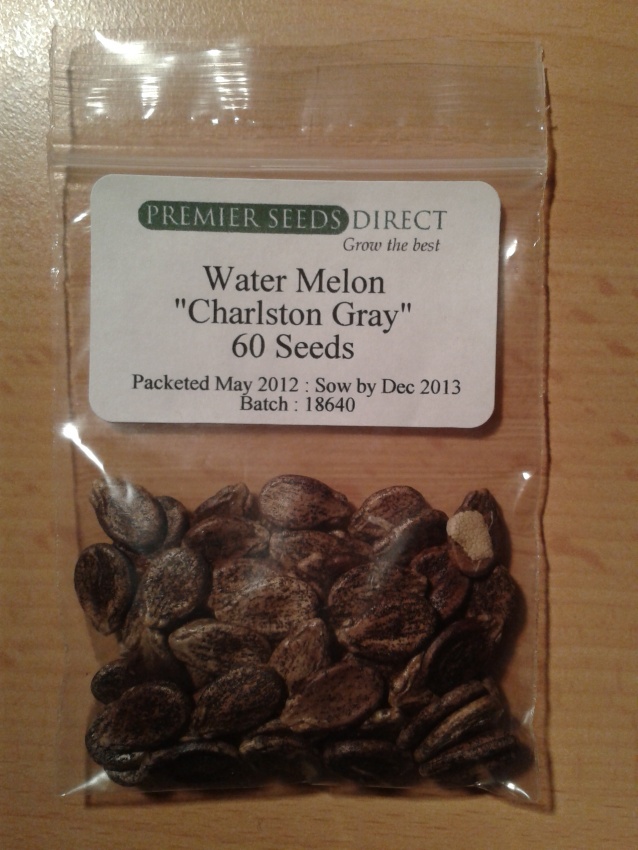 PREMIER SEEDS DIRECT
Grow the best
Water Melon
"Charlston Gray"
60 Seeds
Packeted May 2012 : Sow by Dec 2013
Batch : 18640